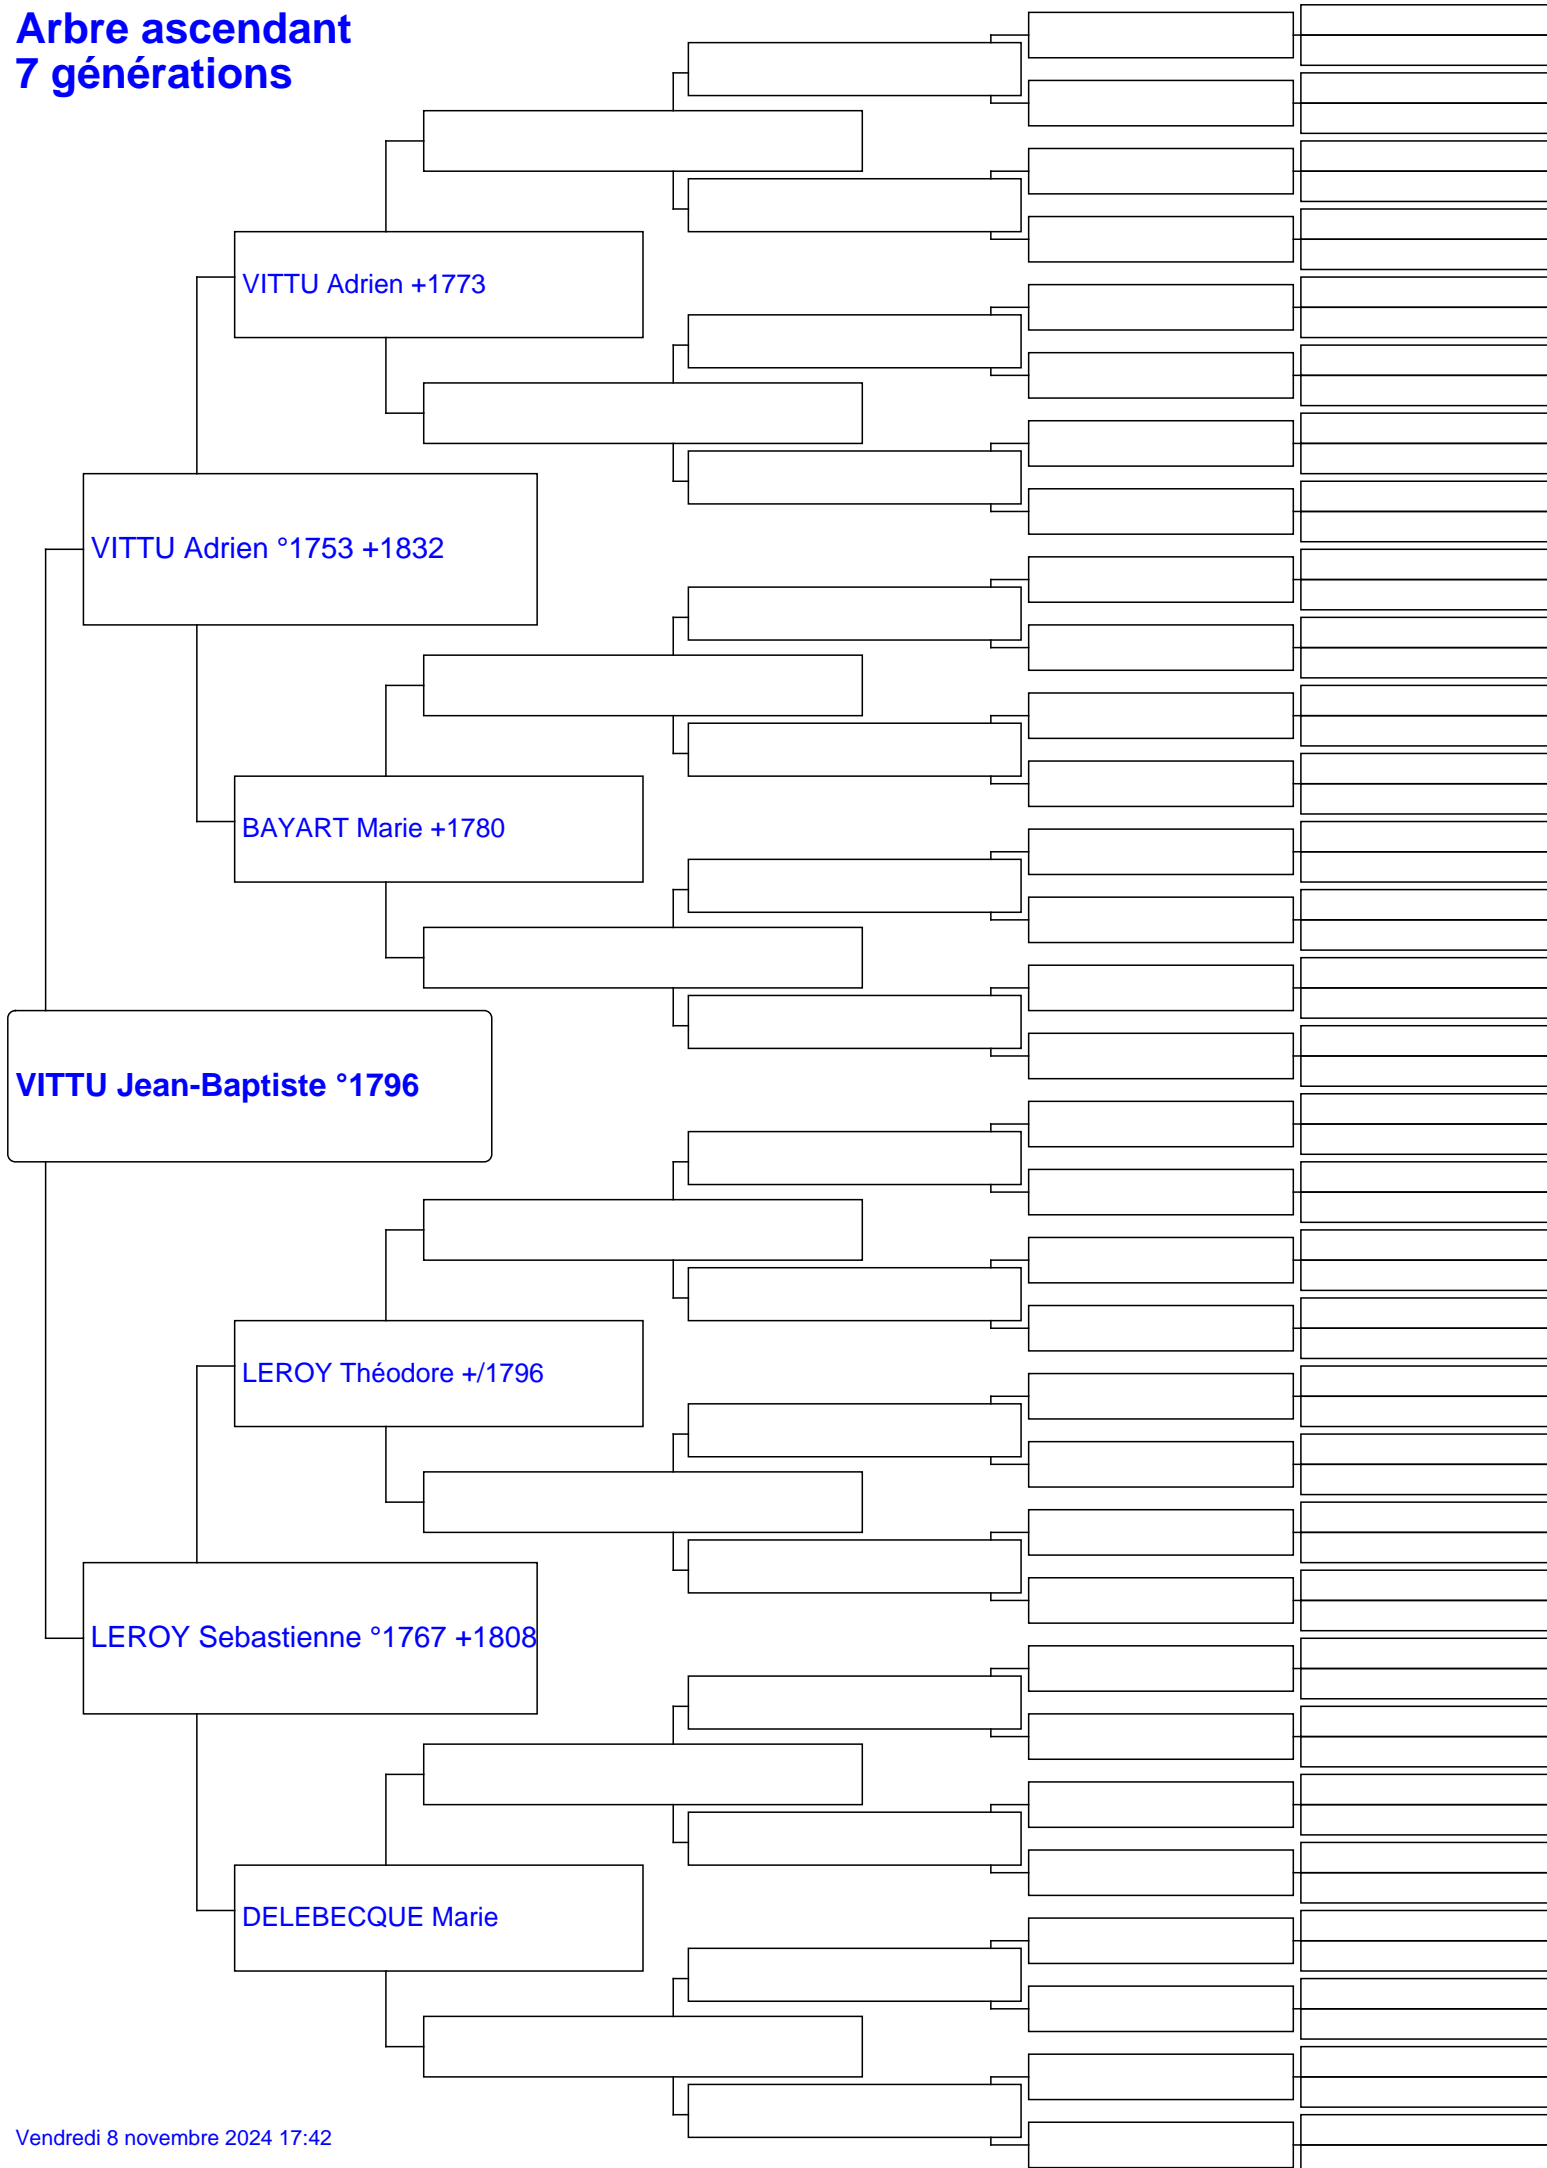 Arbre ascendant
7 générations
VITTU Adrien +1773
VITTU Adrien °1753 +1832
BAYART Marie +1780
VITTU Jean-Baptiste °1796
LEROY Théodore +/1796
LEROY Sebastienne °1767 +1808
DELEBECQUE Marie
Vendredi 8 novembre 2024 17:42